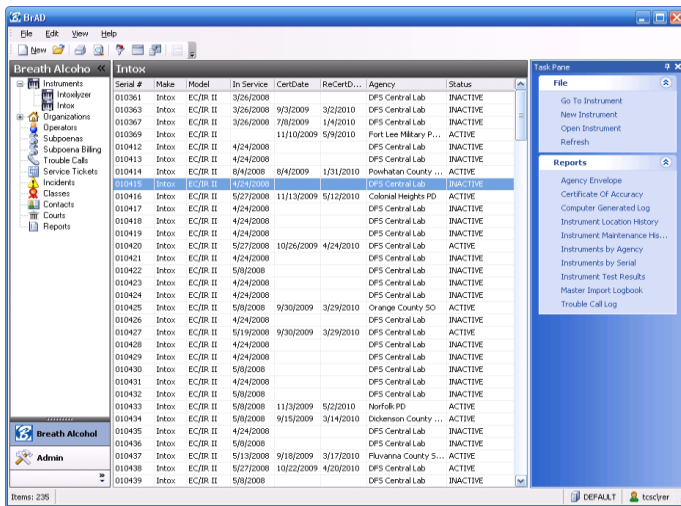 BrAD
File Edit View Help
New
Breath Alcoho «
Instruments
Intoxilyzer
Intox
Organizations
Operators
Subpoenas
Subpoena Billing
Trouble Calls
Service Tickets
Incidents
Classes
Contacts
Courts
Reports
Breath Alcohol
Admin
Intox
Serial # Make Model In Service CertDate ReCertD... Agency Status
010361 Intox EC/IR II 3/26/2008 DFS Central Lab INACTIVE
010363 Intox EC/IR II 3/26/2008 9/3/2009 3/2/2010 DFS Central Lab INACTIVE
010367 Intox EC/IR II 3/26/2008 7/8/2009 1/4/2010 DFS Central Lab INACTIVE
010369 Intox EC/IR II 11/10/2009 5/9/2010 Fort Lee Military P... ACTIVE
010412 Intox EC/IR II 4/24/2008 DFS Central Lab INACTIVE
010413 Intox EC/IR II 4/24/2008 DFS Central Lab INACTIVE
010414 Intox EC/IR II 8/4/2008 8/4/2009 1/31/2010 Powhatan County ... ACTIVE
010415 Intox EC/IR II 4/24/2008 DFS Central Lab INACTIVE
010416 Intox EC/IR II 5/27/2008 11/13/2009 5/12/2010 Colonial Heights PD ACTIVE
010417 Intox EC/IR II 4/24/2008 DFS Central Lab INACTIVE
010418 Intox EC/IR II 4/24/2008 DFS Central Lab INACTIVE
010419 Intox EC/IR II 4/24/2008 DFS Central Lab INACTIVE
010420 Intox EC/IR II 5/27/2008 10/26/2009 4/24/2010 DFS Central Lab ACTIVE
010421 Intox EC/IR II 4/24/2008 DFS Central Lab INACTIVE
010422 Intox EC/IR II 5/8/2008 DFS Central Lab INACTIVE
010423 Intox EC/IR II 4/24/2008 DFS Central Lab INACTIVE
010424 Intox EC/IR II 4/24/2008 DFS Central Lab INACTIVE
010425 Intox EC/IR II 5/8/2008 9/30/2009 3/29/2010 Orange County SO ACTIVE
010426 Intox EC/IR II 4/24/2008 DFS Central Lab INACTIVE
010427 Intox EC/IR II 5/19/2008 9/30/2009 3/29/2010 DFS Central Lab ACTIVE
010428 Intox EC/IR II 4/24/2008 DFS Central Lab INACTIVE
010429 Intox EC/IR II 4/24/2008 DFS Central Lab INACTIVE
010430 Intox EC/IR II 5/8/2008 DFS Central Lab INACTIVE
010431 Intox EC/IR II 4/24/2008 DFS Central Lab INACTIVE
010432 Intox EC/IR II 5/8/2008 DFS Central Lab INACTIVE
010433 Intox EC/IR II 5/8/2008 11/3/2009 5/2/2010 Norfolk PD ACTIVE
010434 Intox EC/IR II 5/8/2008 9/15/2009 3/14/2010 Dickenson County ... ACTIVE
010435 Intox EC/IR II 4/24/2008 DFS Central Lab INACTIVE
010436 Intox EC/IR II 5/8/2008 DFS Central Lab INACTIVE
010437 Intox EC/IR II 5/13/2008 9/18/2009 3/17/2010 Fluvanna County S... ACTIVE
010438 Intox EC/IR II 5/27/2008 10/22/2009 4/20/2010 DFS Central Lab ACTIVE
010439 Intox EC/IR II 5/8/2008 DFS Central Lab INACTIVE
Task Pane
File
Go To Instrument
New Instrument
Open Instrument
Refresh
Reports
Agency Envelope
Certificate Of Accuracy
Computer Generated Log
Instrument Location History
Instrument Maintenance His...
Instruments by Agency
Instruments by Serial
Instrument Test Results
Master Import Logbook
Trouble Call Log
Items: 235
DEFAULT
tcsc\rer